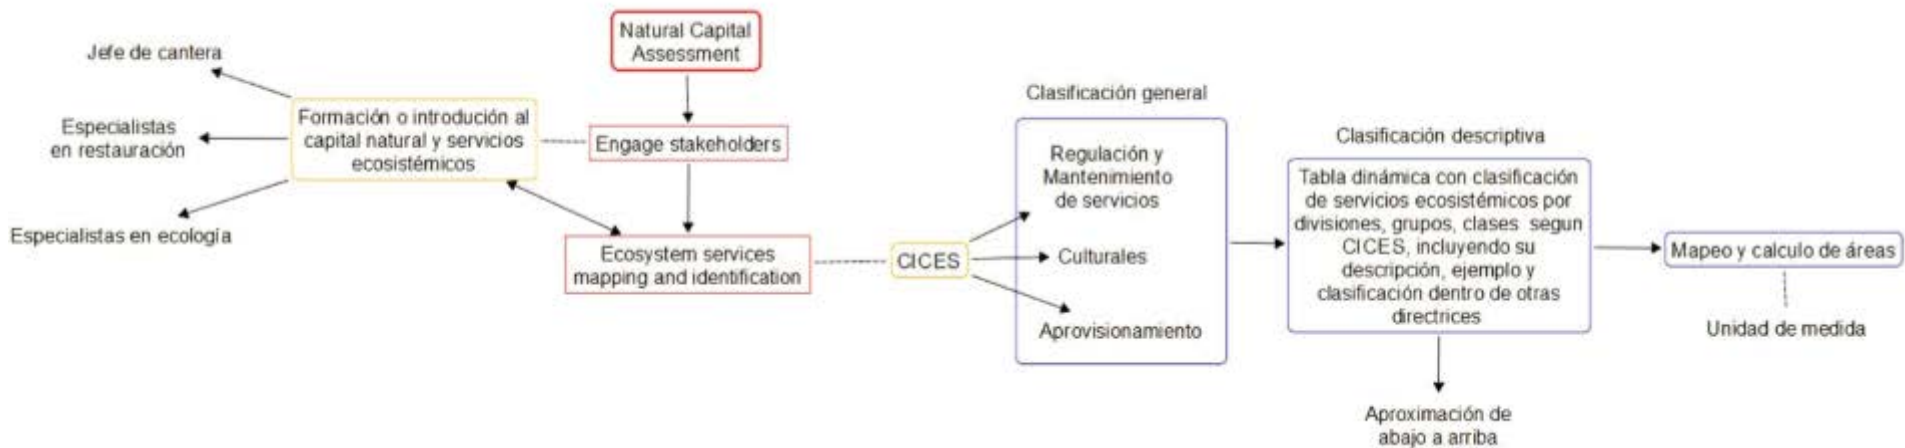 Natural Capital
Assessment
Jefe de cantera
Formación o introdución al
capital natural y servicios
ecosistémicos
Especialistas
en restauración
Especialistas en ecología
Engage stakeholders
Ecosystem services
mapping and identification
CICES
Clasificación general
Regulación y
Mantenimiento
de servicios
Culturales
Aprovisionamiento
Clasificación descriptiva
Tabla dinámica con clasificación
de servicios ecosistémicos por
divisiones, grupos, clases segun
CICES, incluyendo su
descripción, ejemplo y
clasificación dentro de otras
directrices
Aproximación de
abajo a arriba
Mapeo y calculo de áreas
Unidad de medida